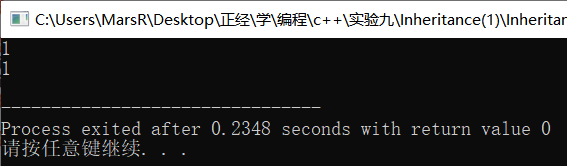 C:\Users\MarsR\Desktop\正经\学\编程\c++\实验九\Inheritance(1)\Inheritan
1
1
--------------------------------
Process exited after 0.2348 seconds with return value 0
请按任意键继续. . .